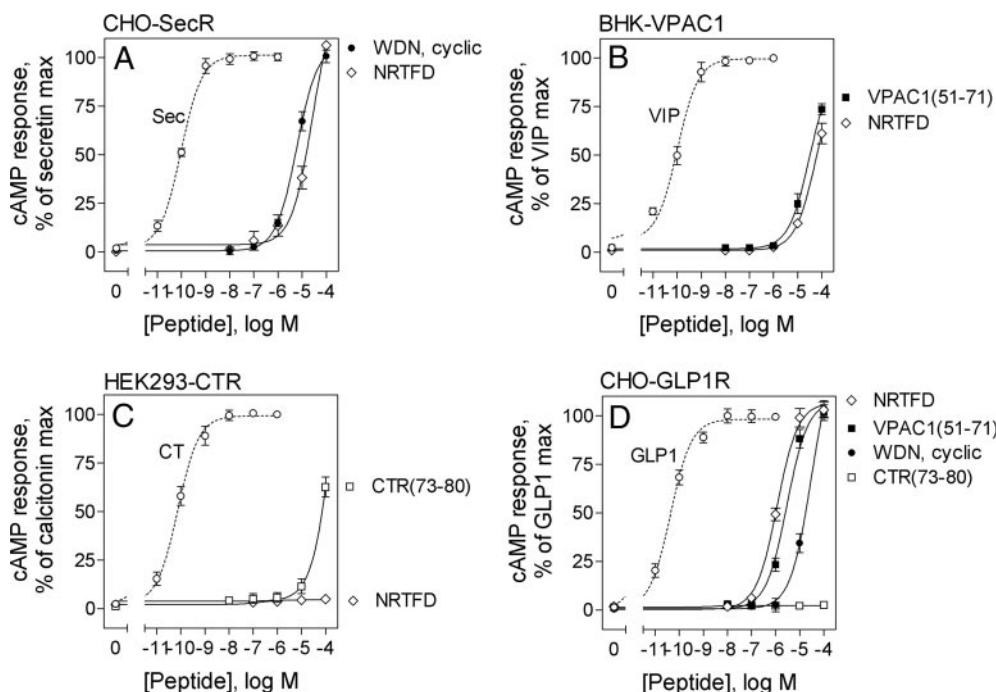 CHO-SecR
A
cAMP response,
% of secretin max
100
75
50
25
0
Sec
WDN, cyclic
NRTFD
0 -11 -10 -9 -8 -7 -6 -5 -4
[Peptide], log M
BHK-VPAC1
B
cAMP response,
% of VIP max
100
75
50
25
0
VIP
VPAC1(51-71)
NRTFD
0 -11 -10 -9 -8 -7 -6 -5 -4
[Peptide], log M
HEK293-CTR
C
cAMP response,
% of calcitonin max
100
75
50
25
0
CT
CTR(73-80)
NRTFD
0 -11 -10 -9 -8 -7 -6 -5 -4
[Peptide], log M
CHO-GLP1R
D
cAMP response,
% of GLP1 max
100
75
50
25
0
GLP1
NRTFD
VPAC1(51-71)
WDN, cyclic
CTR(73-80)
0 -11 -10 -9 -8 -7 -6 -5 -4
[Peptide], log M